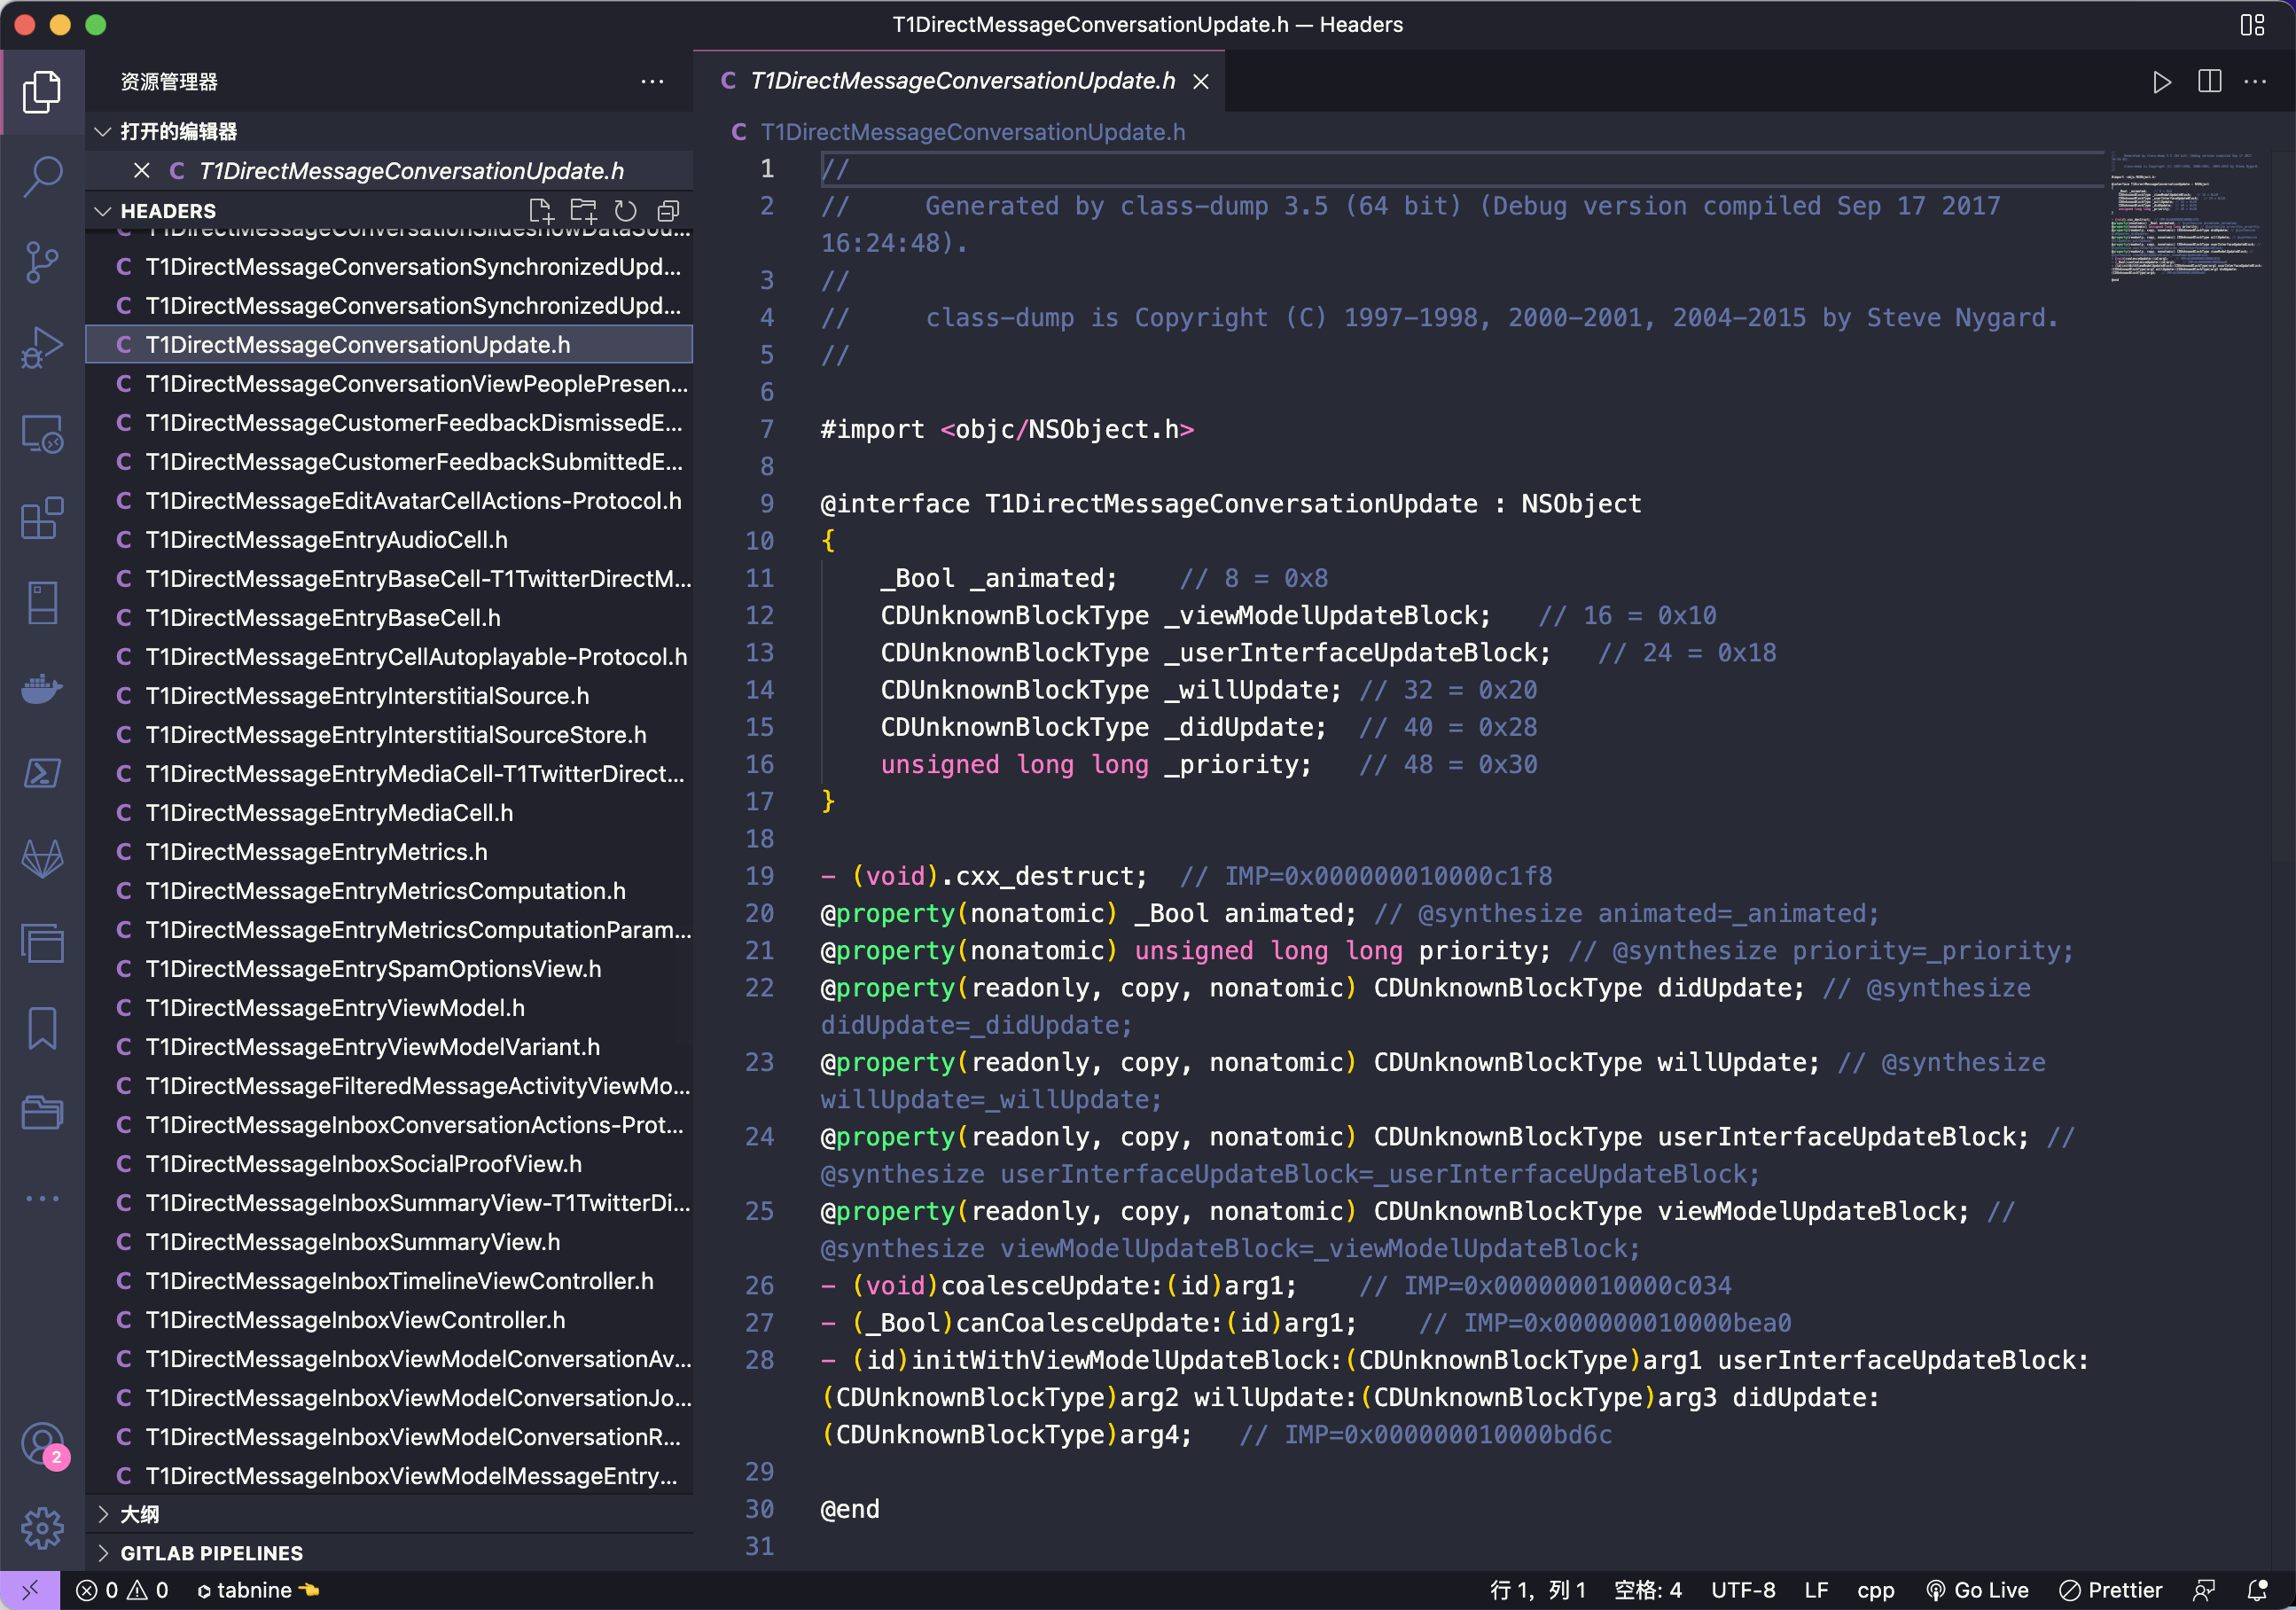 T1DirectMessageConversationUpdate.h — Headers
资源管理器
打开的编辑器
C T1DirectMessageConversationUpdate.h
HEADERS
C T1DirectMessageConversationSlideshowDataSou...
C T1DirectMessageConversationSynchronizedUpd...
C T1DirectMessageConversationSynchronizedUpd...
C T1DirectMessageConversationUpdate.h
C T1DirectMessageConversationViewPeoplePresen...
C T1DirectMessageCustomerFeedbackDismissedE...
C T1DirectMessageCustomerFeedbackSubmittedE...
C T1DirectMessageEditAvatarCellActions-Protocol.h
C T1DirectMessageEntryAudioCell.h
C T1DirectMessageEntryBaseCell-T1TwitterDirectM...
C T1DirectMessageEntryBaseCell.h
C T1DirectMessageEntryCellAutoplayable-Protocol.h
C T1DirectMessageEntryInterstitialSource.h
C T1DirectMessageEntryInterstitialSourceStore.h
C T1DirectMessageEntryMediaCell-T1TwitterDirect...
C T1DirectMessageEntryMediaCell.h
C T1DirectMessageEntryMetrics.h
C T1DirectMessageEntryMetricsComputation.h
C T1DirectMessageEntryMetricsComputationParam...
C T1DirectMessageEntrySpamOptionsView.h
C T1DirectMessageEntryViewModel.h
C T1DirectMessageEntryViewModelVariant.h
C T1DirectMessageFilteredMessageActivityViewMo...
C T1DirectMessageInboxConversationActions-Prot...
C T1DirectMessageInboxSocialProofView.h
C T1DirectMessageInboxSummaryView-T1TwitterDi...
C T1DirectMessageInboxSummaryView.h
C T1DirectMessageInboxTimelineViewController.h
C T1DirectMessageInboxViewController.h
C T1DirectMessageInboxViewModelConversationAv...
C T1DirectMessageInboxViewModelConversationJo...
C T1DirectMessageInboxViewModelConversationR...
C T1DirectMessageInboxViewModelMessageEntry...
大纲
GITLAB PIPELINES
2
C T1DirectMessageConversationUpdate.h
C T1DirectMessageConversationUpdate.h
1 //
2 //     Generated by class-dump 3.5 (64 bit) (Debug version compiled Sep 17 2017
16:24:48).
3 //
4 //     class-dump is Copyright (C) 1997-1998, 2000-2001, 2004-2015 by Steve Nygard.
5 //
6
7 #import <objc/NSObject.h>
8
9 @interface T1DirectMessageConversationUpdate : NSObject
10 {
11     _Bool _animated;    // 8 = 0x8
12     CDUnknownBlockType _viewModelUpdateBlock;   // 16 = 0x10
13     CDUnknownBlockType _userInterfaceUpdateBlock;   // 24 = 0x18
14     CDUnknownBlockType _willUpdate; // 32 = 0x20
15     CDUnknownBlockType _didUpdate;  // 40 = 0x28
16     unsigned long long _priority;   // 48 = 0x30
17 }
18
19 - (void).cxx_destruct;  // IMP=0x000000010000c1f8
20 @property(nonatomic) _Bool animated; // @synthesize animated=_animated;
21 @property(nonatomic) unsigned long long priority; // @synthesize priority=_priority;
22 @property(readonly, copy, nonatomic) CDUnknownBlockType didUpdate; // @synthesize
didUpdate=_didUpdate;
23 @property(readonly, copy, nonatomic) CDUnknownBlockType willUpdate; // @synthesize
willUpdate=_willUpdate;
24 @property(readonly, copy, nonatomic) CDUnknownBlockType userInterfaceUpdateBlock; //
@synthesize userInterfaceUpdateBlock=_userInterfaceUpdateBlock;
25 @property(readonly, copy, nonatomic) CDUnknownBlockType viewModelUpdateBlock; //
@synthesize viewModelUpdateBlock=_viewModelUpdateBlock;
26 - (void)coalesceUpdate:(id)arg1;    // IMP=0x000000010000c034
27 - (_Bool)canCoalesceUpdate:(id)arg1;    // IMP=0x000000010000bea0
28 - (id)initWithViewModelUpdateBlock:(CDUnknownBlockType)arg1 userInterfaceUpdateBlock:
(CDUnknownBlockType)arg2 willUpdate:(CDUnknownBlockType)arg3 didUpdate:
(CDUnknownBlockType)arg4;   // IMP=0x000000010000bd6c
29
30 @end
31
0 0 tabnine 行 1，列 1 空格: 4 UTF-8 LF cpp Go Live Prettier